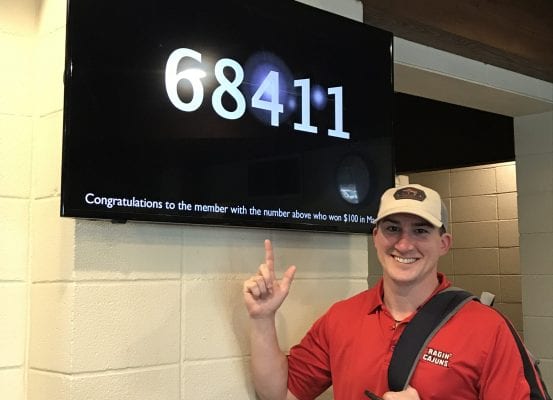 68411
Congratulations to the member with the number above who won $100 in
RAGIN'
CAJUNS